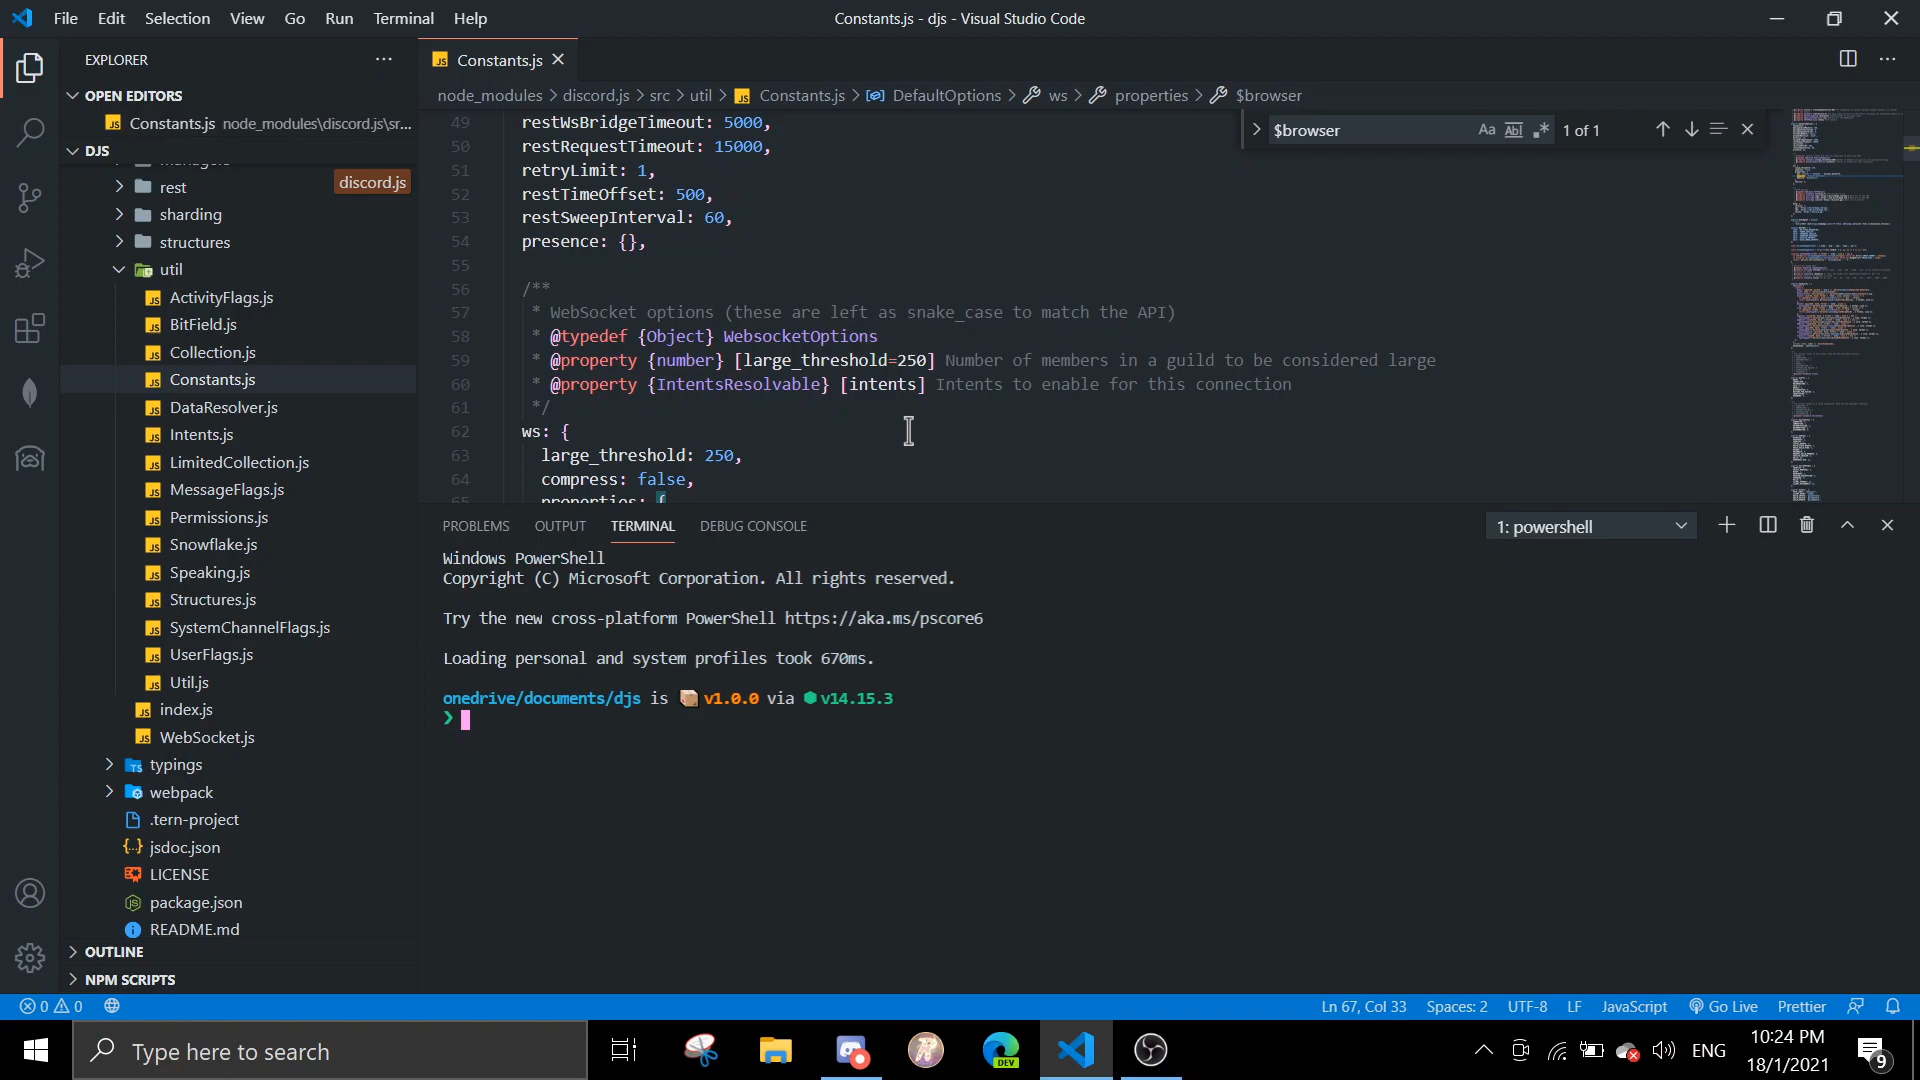 File Edit Selection View Go Run Terminal Help
Constants.js - djs - Visual Studio Code
EXPLORER
OPEN EDITORS
Constants.js node_modules\discord.js\sr...
DJS
rest
discord.js
sharding
structures
util
ActivityFlags.js
BitField.js
Collection.js
Constants.js
DataResolver.js
Intents.js
LimitedCollection.js
MessageFlags.js
Permissions.js
Snowflake.js
Speaking.js
Structures.js
SystemChannelFlags.js
UserFlags.js
Util.js
index.js
WebSocket.js
typings
webpack
.tern-project
jsdoc.json
LICENSE
package.json
README.md
OUTLINE
NPM SCRIPTS
Constants.js
node_modules > discord.js > src > util > Constants.js > DefaultOptions > ws > properties > $browser
$browser Aa Abl 1 of 1
49 restWsBridgeTimeout: 5000,
50 restRequestTimeout: 15000,
51 retryLimit: 1,
52 restTimeOffset: 500,
53 restSweepInterval: 60,
54 presence: {},
55
56 /**
57 * WebSocket options (these are left as snake_case to match the API)
58 * @typedef {Object} WebsocketOptions
59 * @property {number} [large_threshold=250] Number of members in a guild to be considered large
60 * @property {IntentsResolvable} [intents] Intents to enable for this connection
61 */
62 ws: {
63 large_threshold: 250,
64 compress: false,
65 properties: {
PROBLEMS OUTPUT TERMINAL DEBUG CONSOLE
1: powershell
Windows PowerShell
Copyright (C) Microsoft Corporation. All rights reserved.
Try the new cross-platform PowerShell https://aka.ms/pscore6
Loading personal and system profiles took 670ms.
onedrive/documents/djs is v1.0.0 via v14.15.3
❯
0 0
Ln 67, Col 33 Spaces: 2 UTF-8 LF JavaScript Go Live Prettier
Type here to search
DEV
ENG
10:24 PM
18/1/2021
9